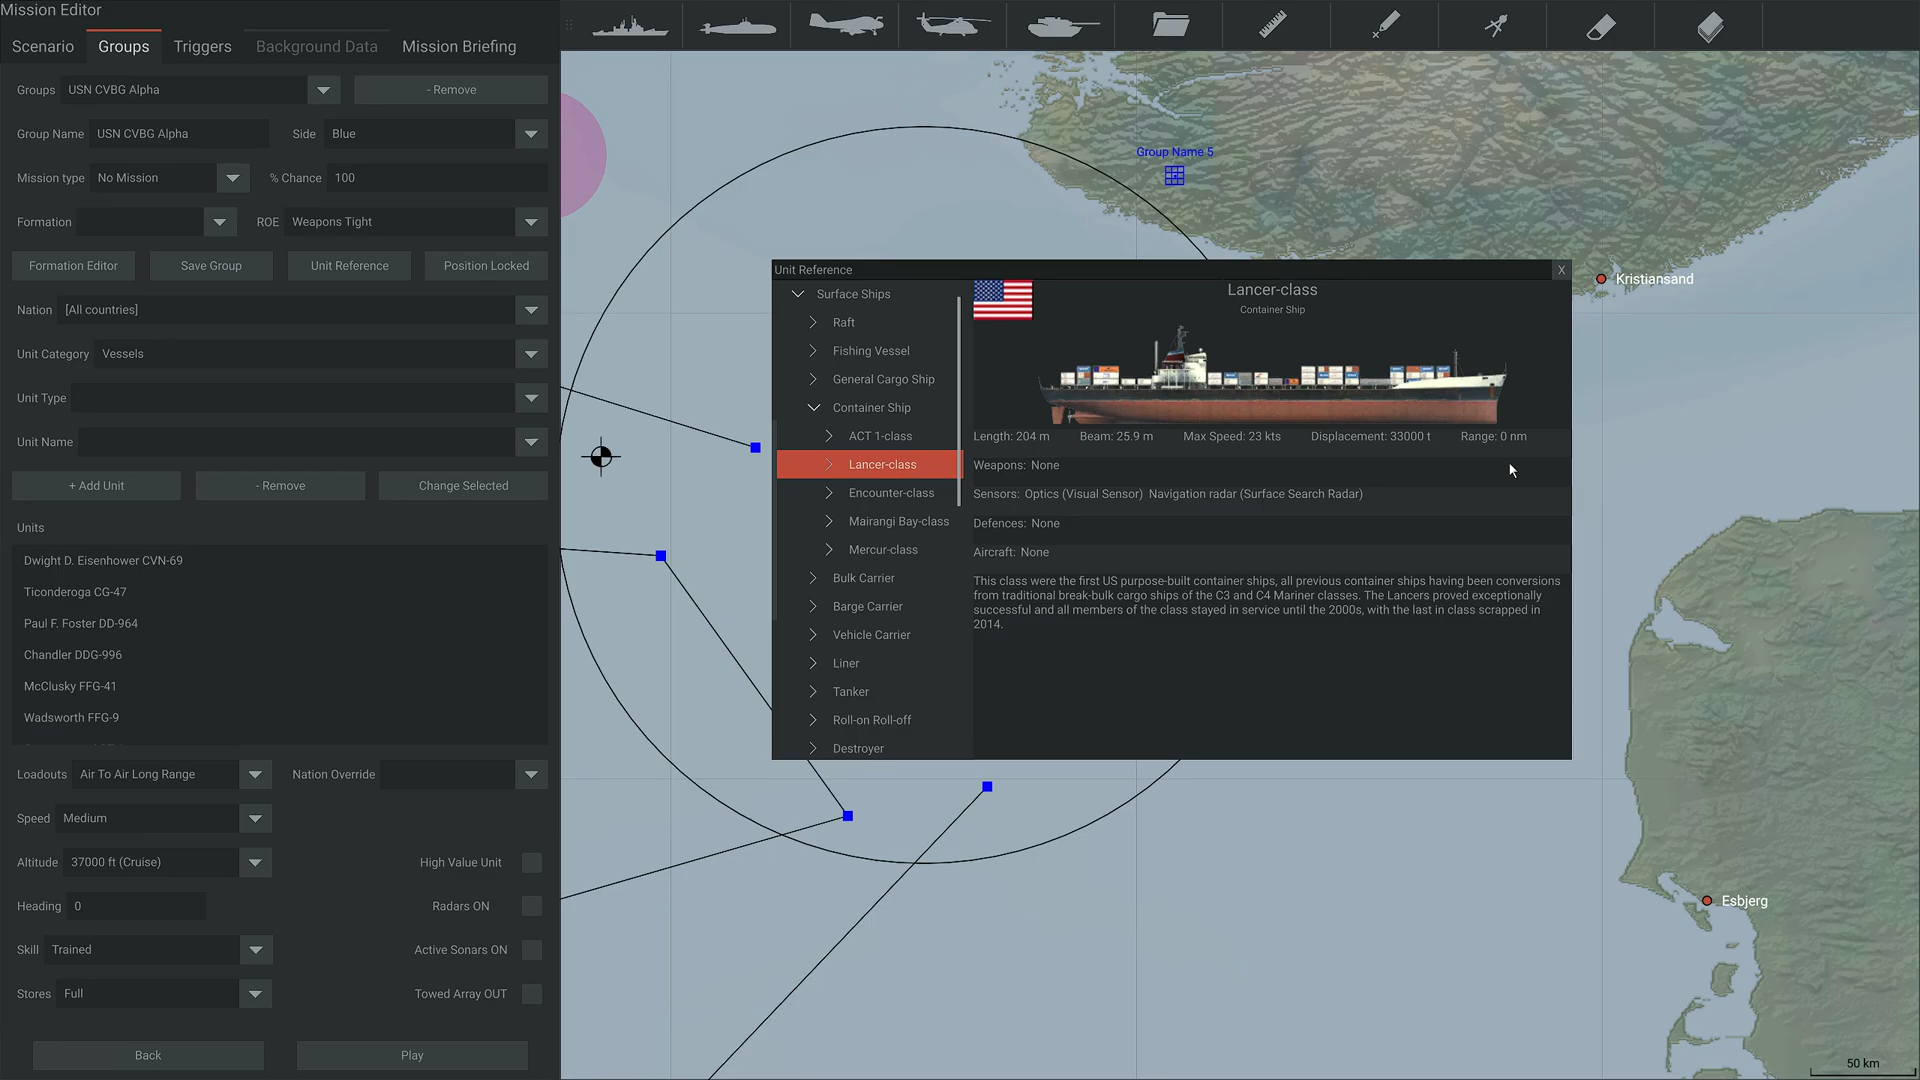 Mission Editor
Scenario Groups Triggers Background Data Mission Briefing
Groups USN CVBG Alpha - Remove
Group Name USN CVBG Alpha Side Blue
Mission type No Mission % Chance 100
Formation ROE Weapons Tight
Formation Editor Save Group Unit Reference Position Locked
Nation [All countries]
Unit Category Vessels
Unit Type
Unit Name
+ Add Unit - Remove Change Selected
Units
Dwight D. Eisenhower CVN-69
Ticonderoga CG-47
Paul F. Foster DD-964
Chandler DDG-996
McClusky FFG-41
Wadsworth FFG-9
Loadouts Air To Air Long Range Nation Override
Speed Medium
Altitude 37000 ft (Cruise) High Value Unit
Heading 0 Radars ON
Skill Trained Active Sonars ON
Stores Full Towed Array OUT
Back Play
Group Name 5
Kristiansand
Unit Reference X
Surface Ships
Raft
Fishing Vessel
General Cargo Ship
Container Ship
ACT 1-class
Lancer-class
Encounter-class
Mairangi Bay-class
Mercur-class
Bulk Carrier
Barge Carrier
Vehicle Carrier
Liner
Tanker
Roll-on Roll-off
Destroyer
Lancer-class
Container Ship
Length: 204 m Beam: 25.9 m Max Speed: 23 kts Displacement: 33000 t Range: 0 nm
Weapons: None
Sensors: Optics (Visual Sensor) Navigation radar (Surface Search Radar)
Defences: None
Aircraft: None
This class were the first US purpose-built container ships, all previous container ships having been conversions
from traditional break-bulk cargo ships of the C3 and C4 Mariner classes. The Lancers proved exceptionally
successful and all members of the class stayed in service until the 2000s, with the last in class scrapped in
2014.
Esbjerg
50 km